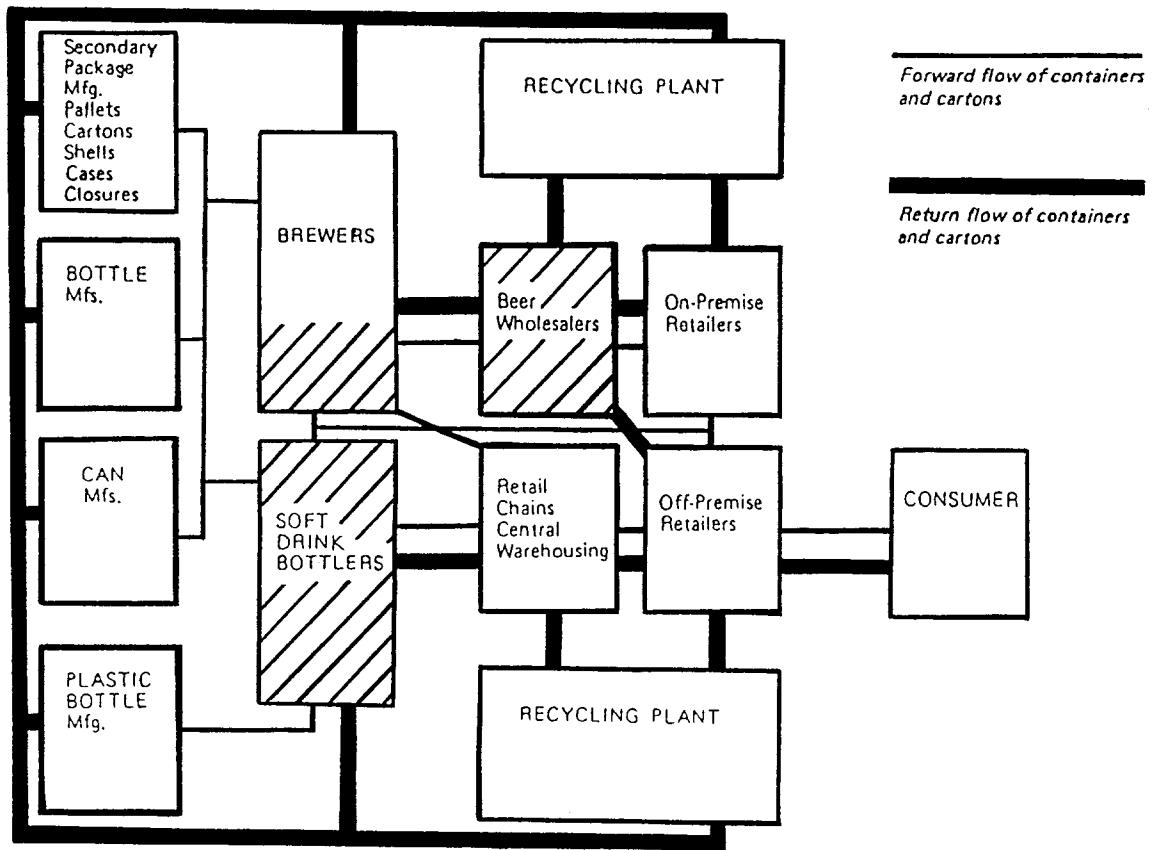 Secondary
Package
Mfg.
Pallets
Cartons
Shells
Cases
Closures
BOTTLE
Mfs.
CAN
Mfs.
PLASTIC
BOTTLE
Mfg.
BREWERS
SOFT
DRINK
BOTTLERS
RECYCLING PLANT
Beer
Wholesalers
On-Premise
Retailers
Retail
Chains
Central
Warehousing
Off-Premise
Retailers
RECYCLING PLANT
CONSUMER
Forward flow of containers
and cartons
Return flow of containers
and cartons